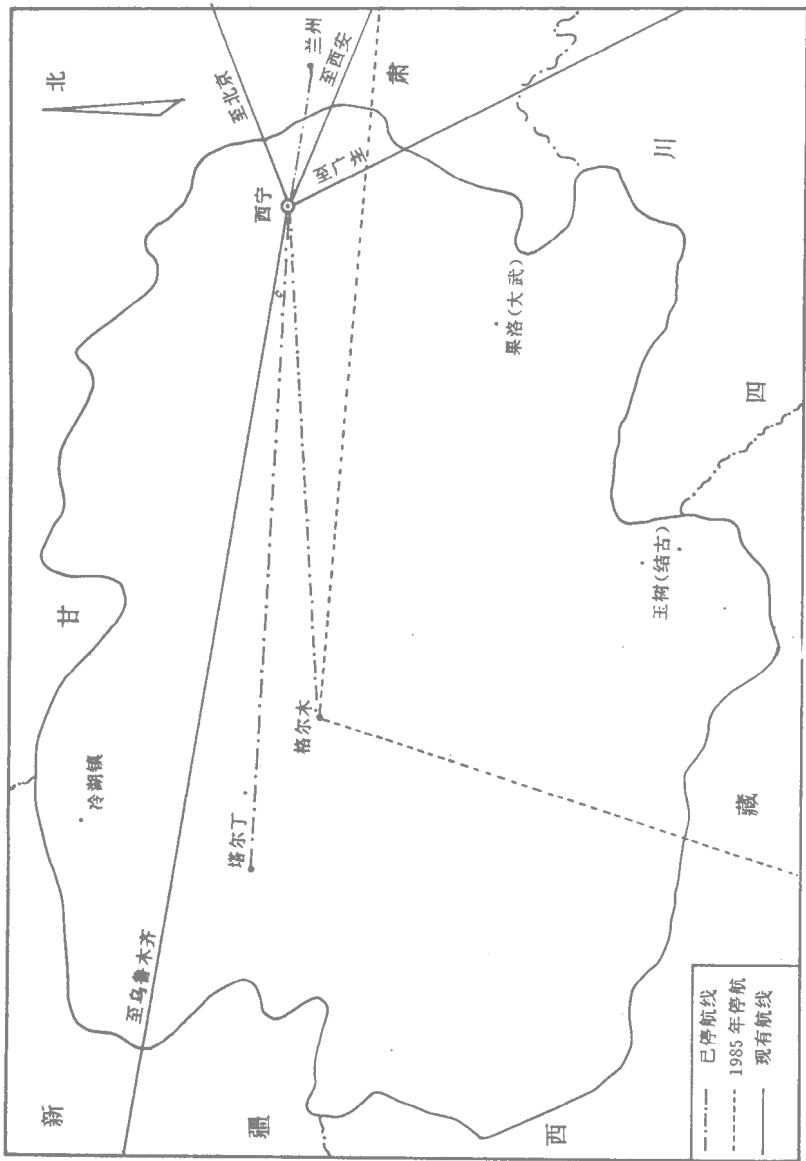 新
甘
北
冷湖镇
至乌鲁木齐
至北京
塔尔丁
疆
西宁
格尔木
兰州
至西安
至广州
肃
果洛(大武)
西
玉树(结古)
川
藏
四
已停航线
1985年停航
现有航线